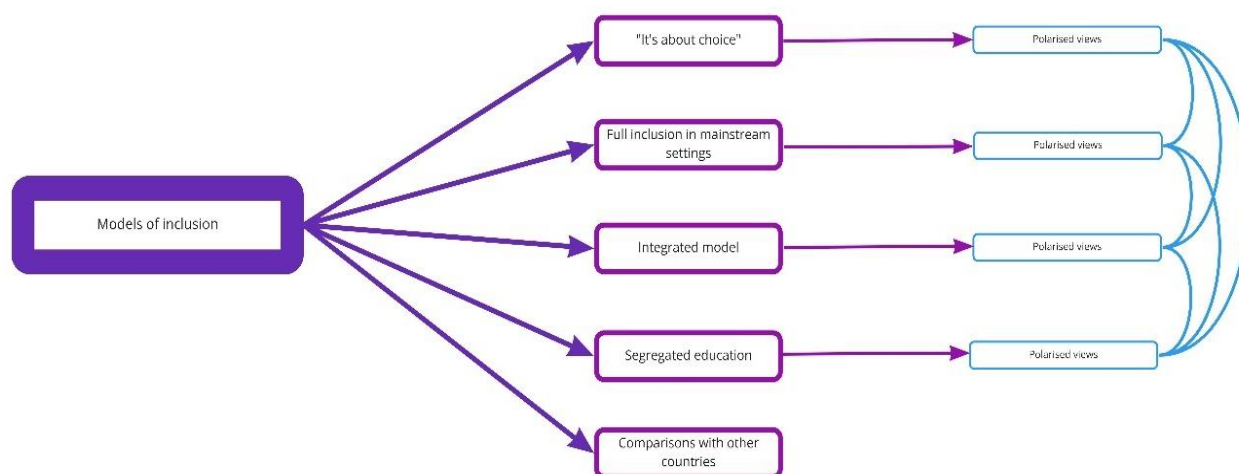 "It's about choice"
Polarised views
Full inclusion in mainstream
settings
Polarised views
Models of inclusion
Integrated model
Polarised views
Segregated education
Polarised views
Comparisons with other
countries